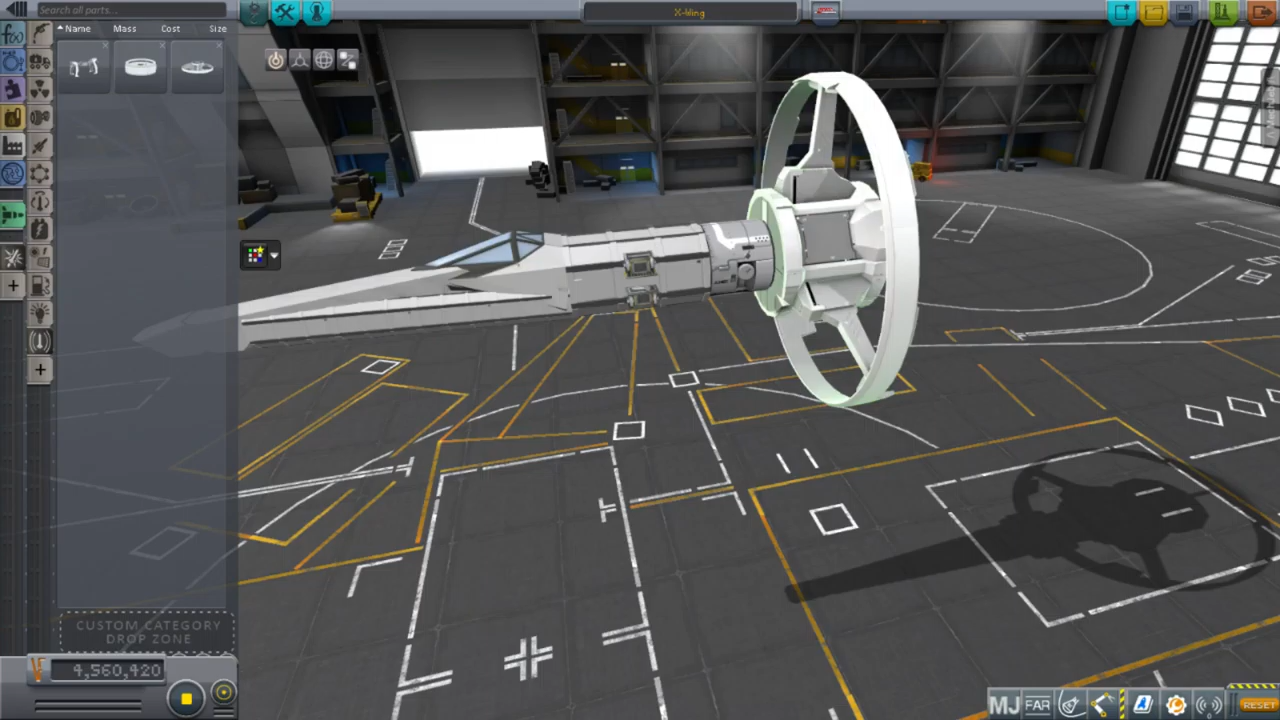 Search all parts...
X-Wing
Name Mass Cost Size
f(x)
CUSTOM CATEGORY
DROP ZONE
4,560,420
MJ FAR A RESET